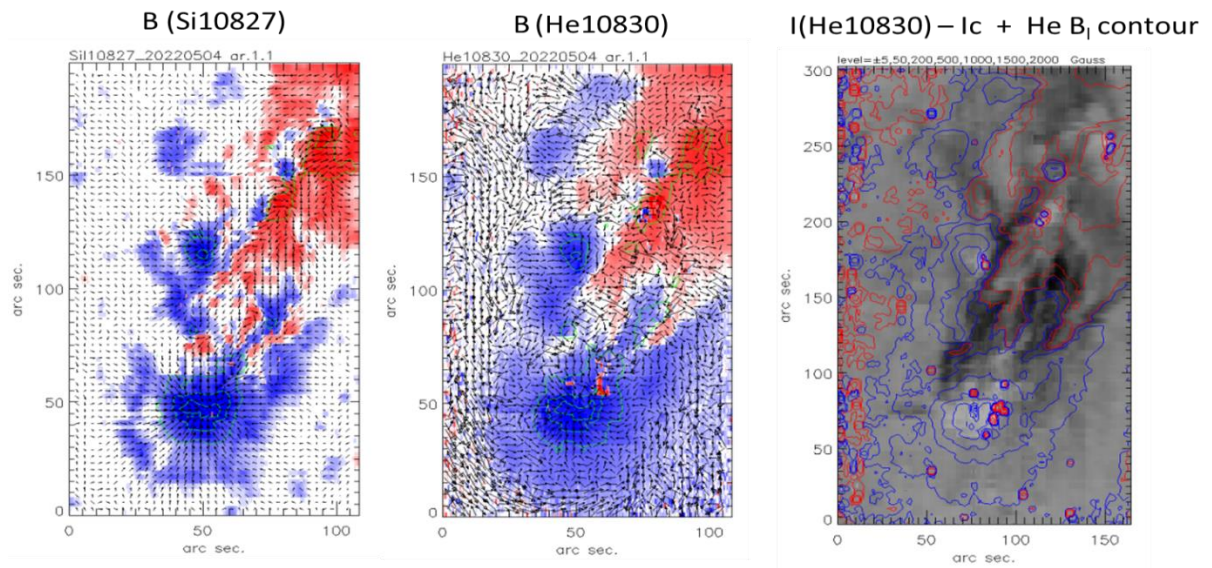 B (Si10827)
B (He10830)
I(He10830) – Ic + He Bₗ contour
SiI10827_20220504 ar.1.1
He10830_20220504 ar.1.1
level=±5,50,200,500,1000,1500,2000 Gauss
150
100
50
0
arc sec.
0 50 100
arc sec.
150
100
50
0
arc sec.
0 50 100
arc sec.
300
250
200
150
100
50
0
arc sec.
0 50 100 150
arc sec.